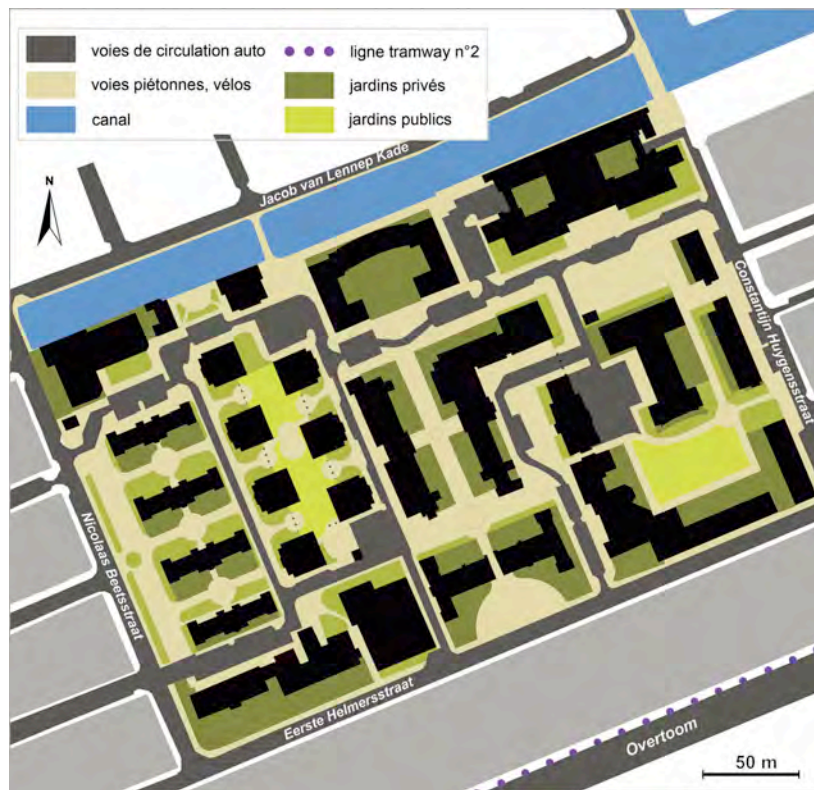 voies de circulation auto
ligne tramway n°2
voies piétonnes, vélos
jardins privés
canal
jardins publics
N
Jacob van Lennep Kade
Constantijn Huygensstraat
Nicolaas Beetsstraat
Eerste Helmersstraat
Overtoom
50 m